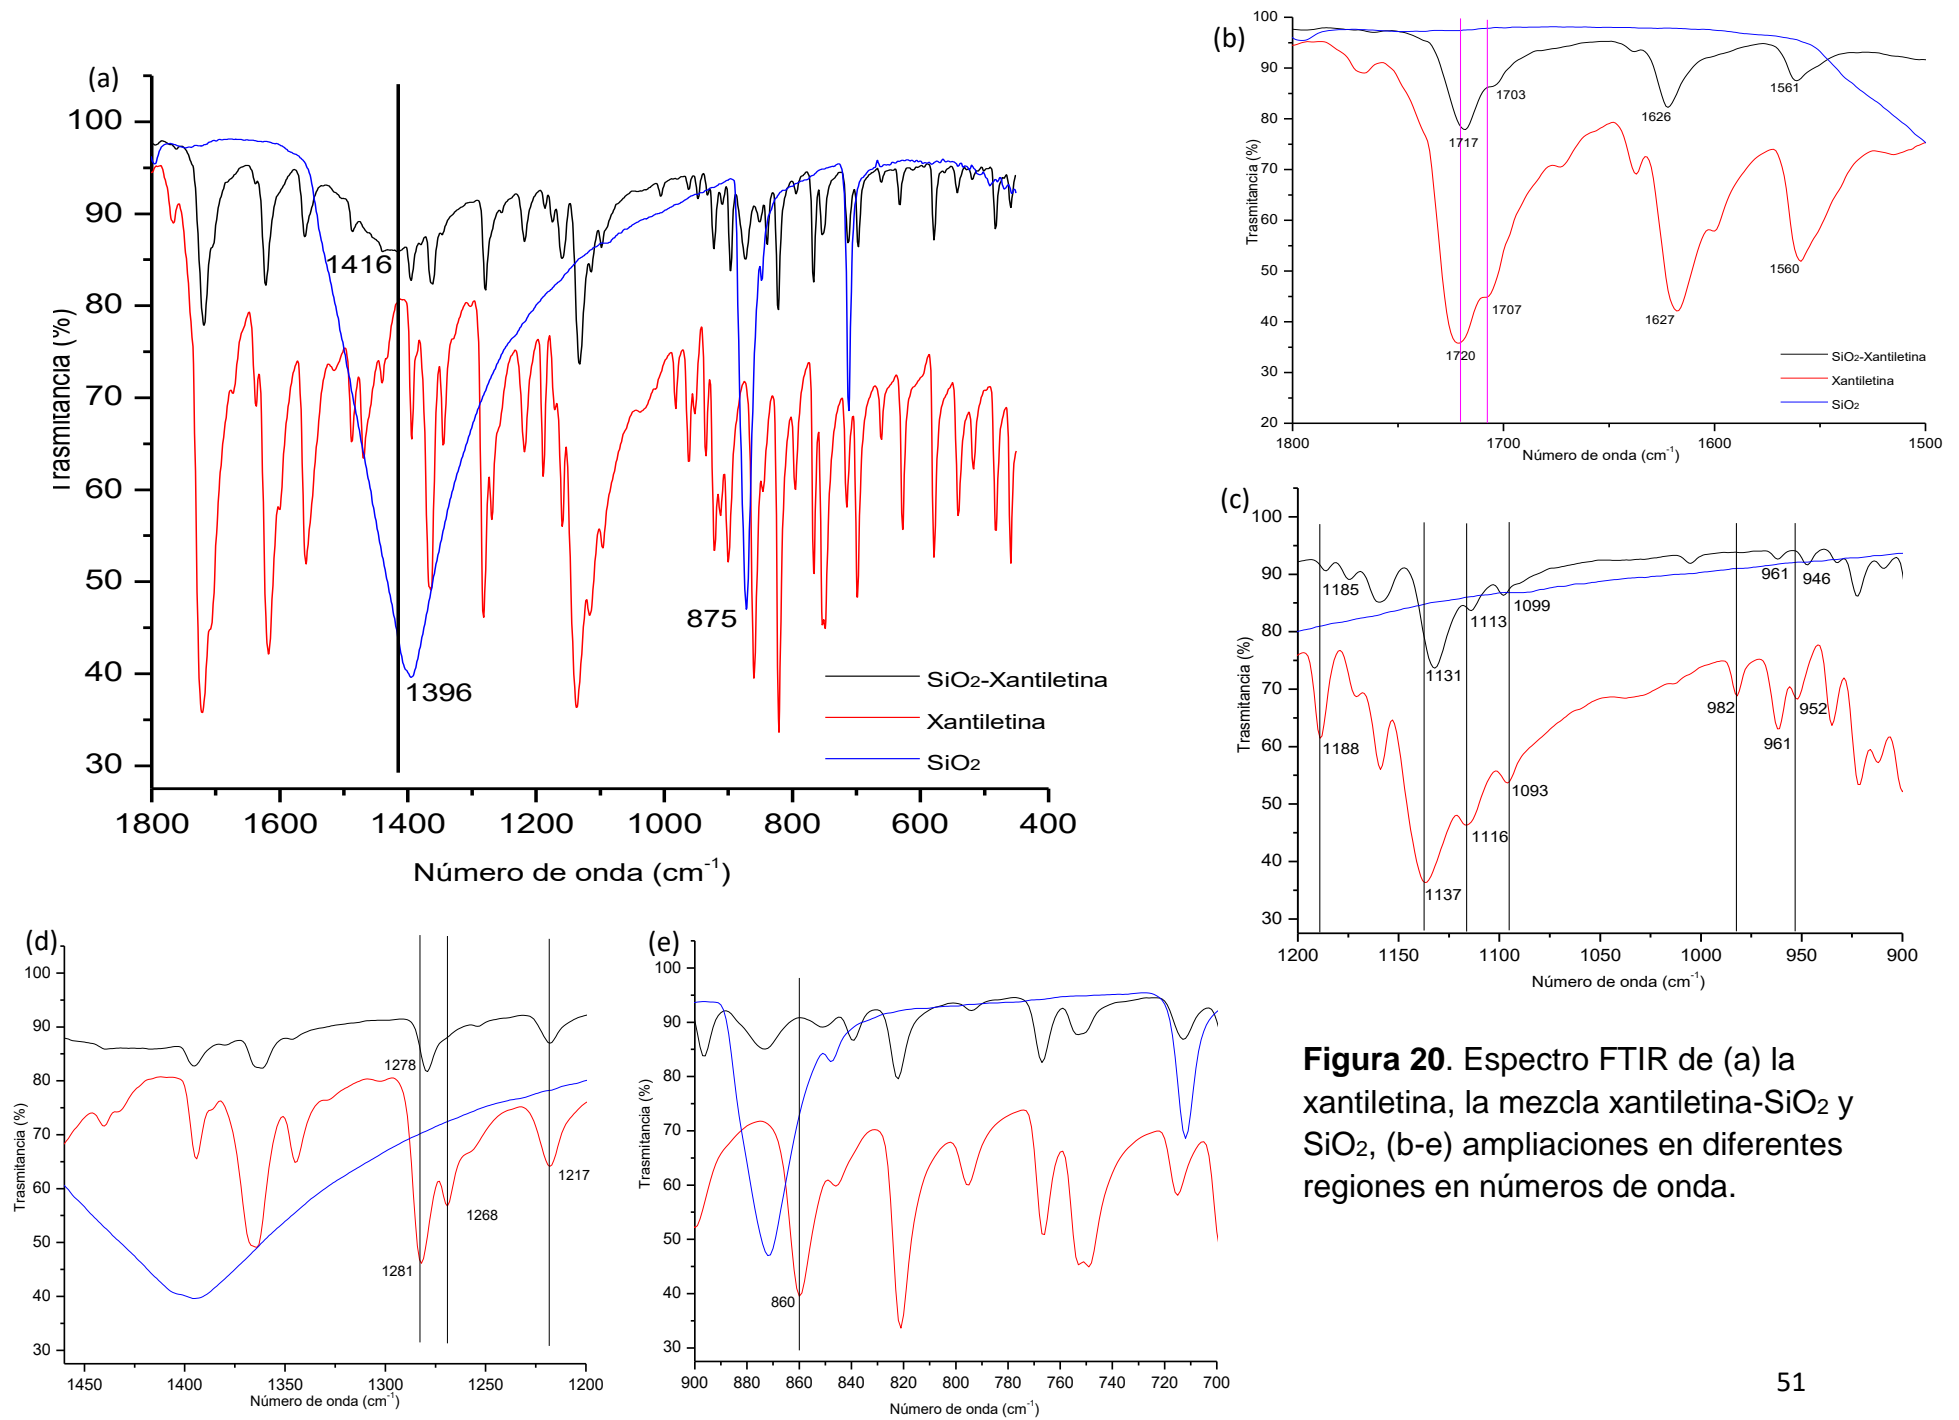 (a)
100
90
80
70
60
50
40
30
Trasmitancia (%)
1416
1396
875
SiO2-Xantiletina
Xantiletina
SiO2
1800 1600 1400 1200 1000 800 600 400
Número de onda (cm-1)
(b)
100
90
80
70
60
50
40
30
20
Trasmitancia (%)
1703
1717
1626
1561
1707
1720
1627
1560
SiO2-Xantiletina
Xantiletina
SiO2
1800 1700 1600 1500
Número de onda (cm-1)
(c)
100
90
80
70
60
50
40
30
Trasmitancia (%)
1185
1131
1113
1099
961
946
1188
1137
1116
1093
982
961
952
1200 1150 1100 1050 1000 950 900
Número de onda (cm-1)
(d)
100
90
80
70
60
50
40
30
Trasmitancia (%)
1278
1281
1268
1217
1450 1400 1350 1300 1250 1200
Número de onda (cm-1)
(e)
100
90
80
70
60
50
40
30
Trasmitancia (%)
860
900 880 860 840 820 800 780 760 740 720 700
Número de onda (cm-1)
Figura 20. Espectro FTIR de (a) la
xantiletina, la mezcla xantiletina-SiO2 y
SiO2, (b-e) ampliaciones en diferentes
regiones en números de onda.
51